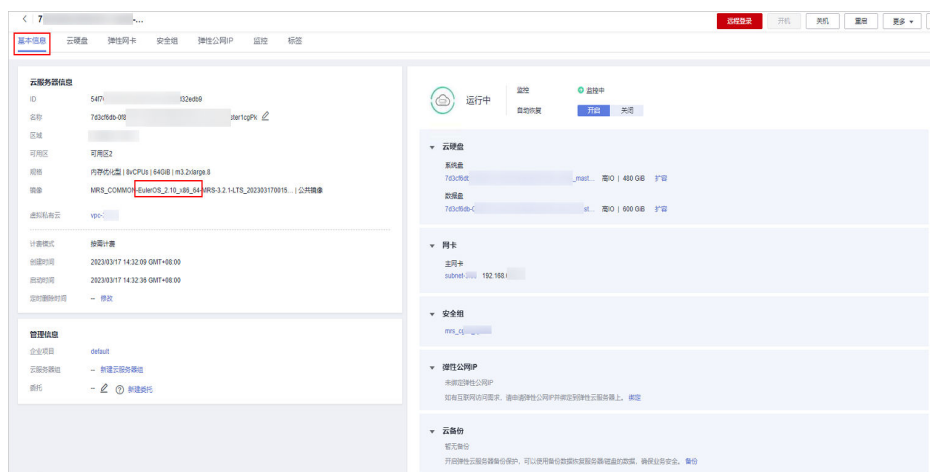 7 -...
远程登录 开机 关机 重启 更多
基本信息 云硬盘 弹性网卡 安全组 弹性公网IP 监控 标签
云服务器信息
ID 54f7 32edb9
名称 7d3cf6db-0f8 ster1cgPk
区域
可用区 可用区2
规格 内存优化型 | 8vCPUs | 64GiB | m3.2xlarge.8
镜像 MRS_COMMON-EulerOS_2.10_x86_64-MRS-3.2.1-LTS_202303170015... | 公共镜像
虚拟私有云 vpc-
计费模式 按需计费
创建时间 2023/03/17 14:32:09 GMT+08:00
启动时间 2023/03/17 14:32:36 GMT+08:00
定时删除时间 -- 修改
管理信息
企业项目 default
云服务器组 -- 新建云服务器组
委托 -- 新建委托
运行中
监控 监控中
自动恢复 开启 关闭
云硬盘
系统盘
7d3cf6db _mast... 高IO | 480 GiB 扩容
数据盘
7d3cf6db-0 st... 高IO | 600 GiB 扩容
网卡
主网卡
subnet- 192.168.
安全组
mrs_
弹性公网IP
未绑定弹性公网IP
如有互联网访问需求，请申请弹性公网IP并绑定到弹性云服务器上。 绑定
云备份
暂无备份
开启弹性云服务器备份保护，可以使用备份数据恢复服务器/磁盘的数据，确保业务安全。 备份